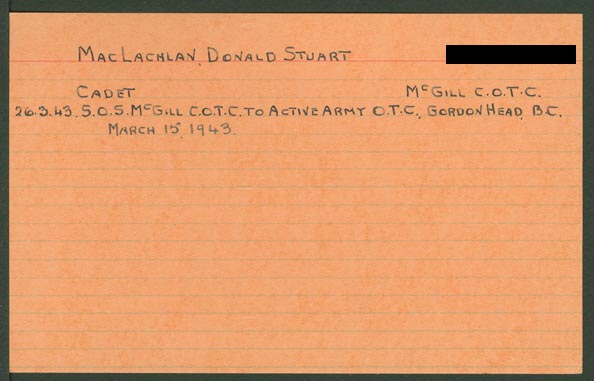 MacLachlan, Donald Stuart
Cadet McGill C.O.T.C.
26.3.43. S.O.S. McGill C.O.T.C. to Active Army O.T.C., Gordon Head, B.C.
March 15, 1943.